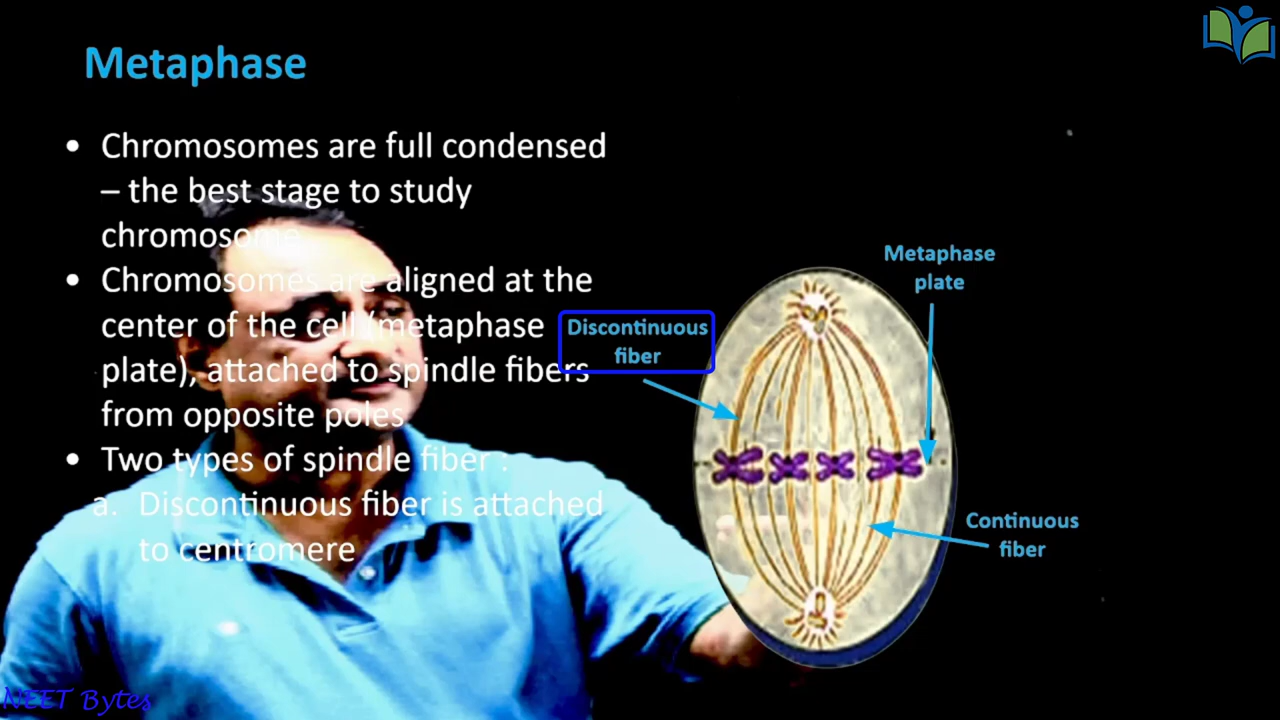 Metaphase
• Chromosomes are full condensed
– the best stage to study
chromosome
• Chromosomes are aligned at the
center of the cell (metaphase
plate), attached to spindle fibers
from opposite poles
• Two types of spindle fiber :
a. Discontinuous fiber is attached
to centromere
Metaphase
plate
Discontinuous
fiber
Continuous
fiber
NEET Bytes